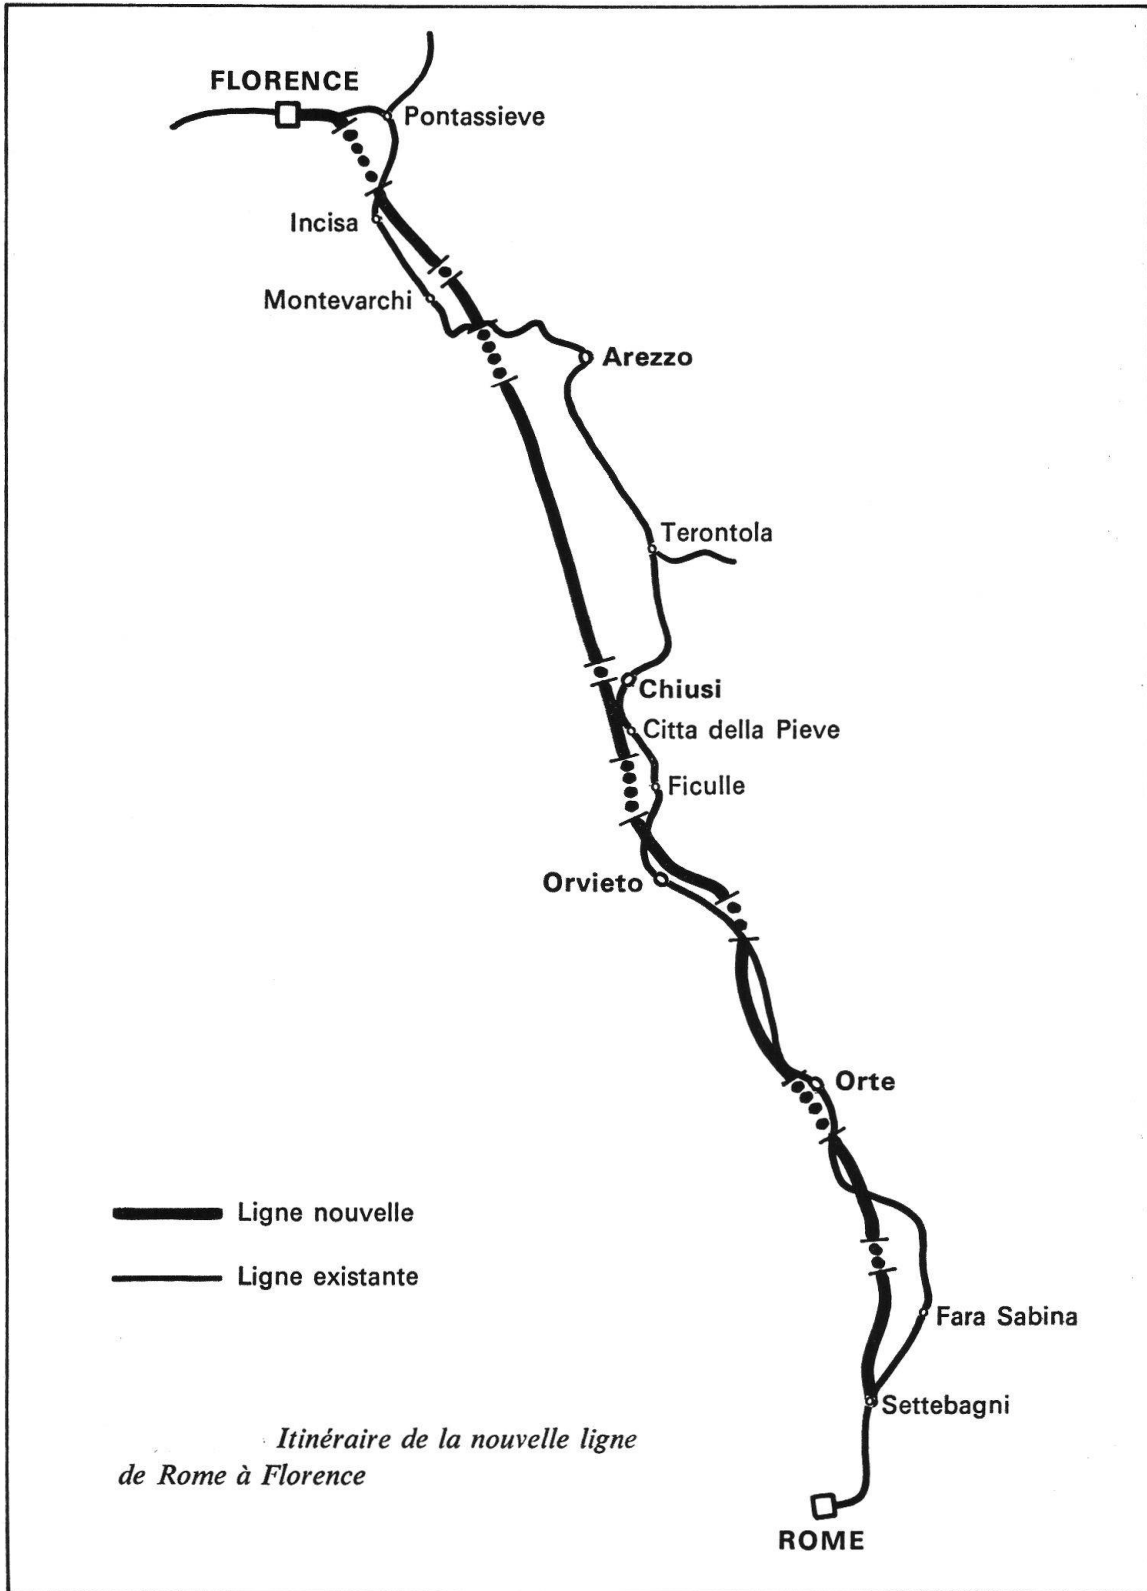 FLORENCE
Pontassieve
Incisa
Montevarchi
Arezzo
Terontola
Chiusi
Citta della Pieve
Ficulle
Orvieto
Orte
Ligne nouvelle
Ligne existante
Fara Sabina
Settebagni
Itinéraire de la nouvelle ligne
de Rome à Florence
ROME